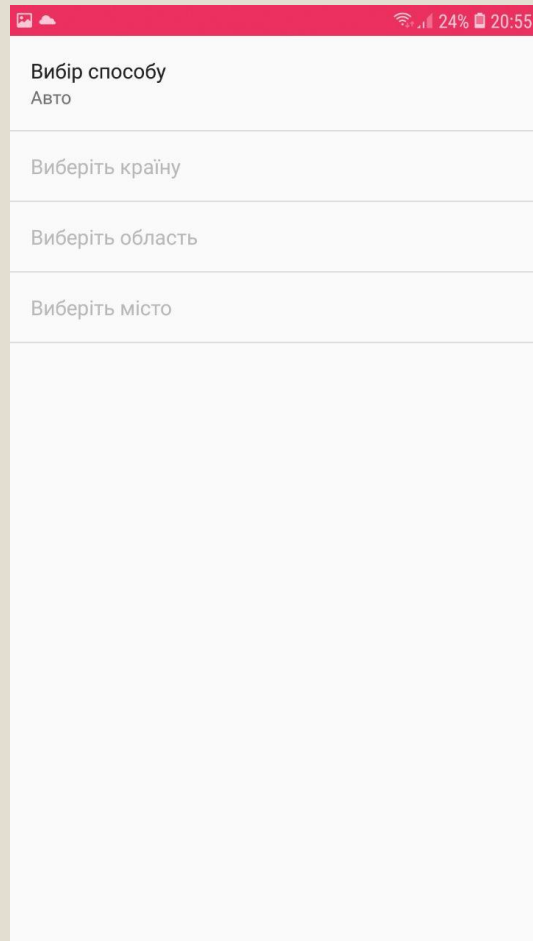 24% 20:55
Вибір способу
Авто
Виберіть країну
Виберіть область
Виберіть місто